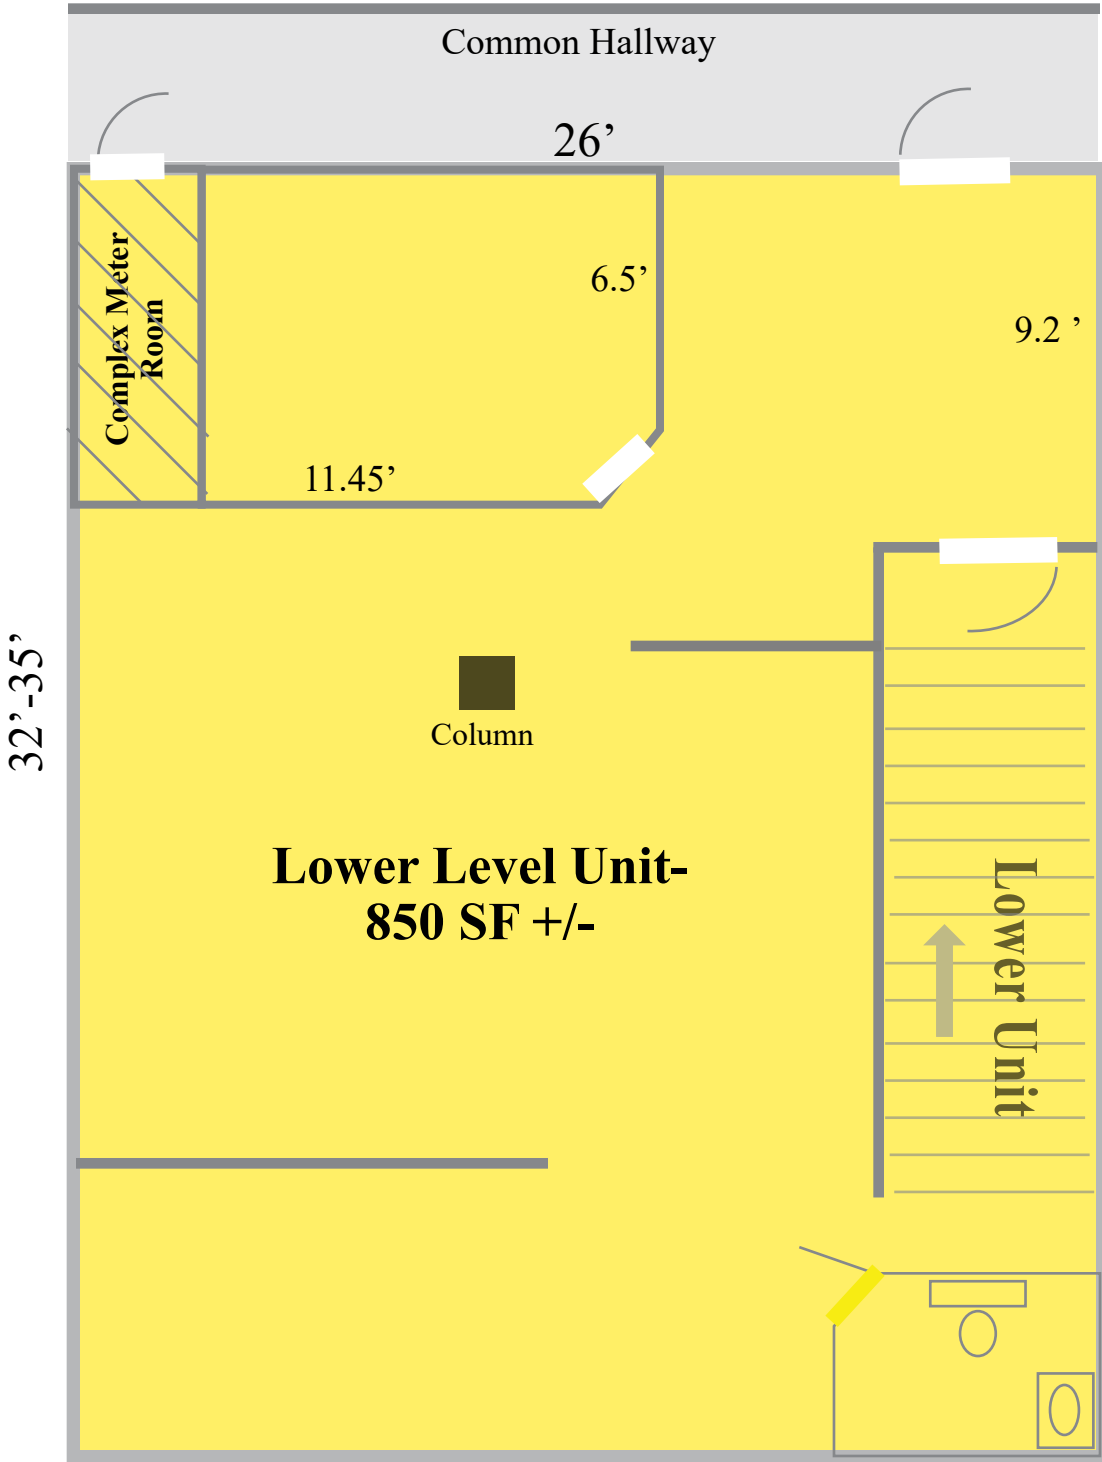 Common Hallway
26’
Complex Meter
Room
6.5’
9.2 ’
11.45’
32’-35’
Column
Lower Level Unit-
850 SF +/-
Lower Unit